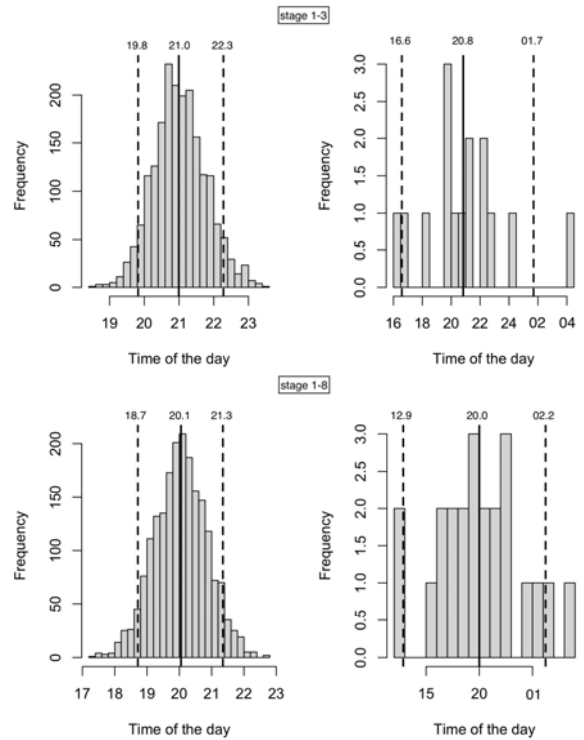 stage 1-3
19.8 21.0 22.3
16.6 20.8 01.7
Frequency
0 50 100 150 200
19 20 21 22 23
Time of the day
Frequency
0.0 0.5 1.0 1.5 2.0 2.5 3.0
16 18 20 22 24 02 04
Time of the day
stage 1-8
18.7 20.1 21.3
12.9 20.0 02.2
Frequency
0 50 100 150 200
17 18 19 20 21 22 23
Time of the day
Frequency
0.0 0.5 1.0 1.5 2.0 2.5 3.0
15 20 01
Time of the day